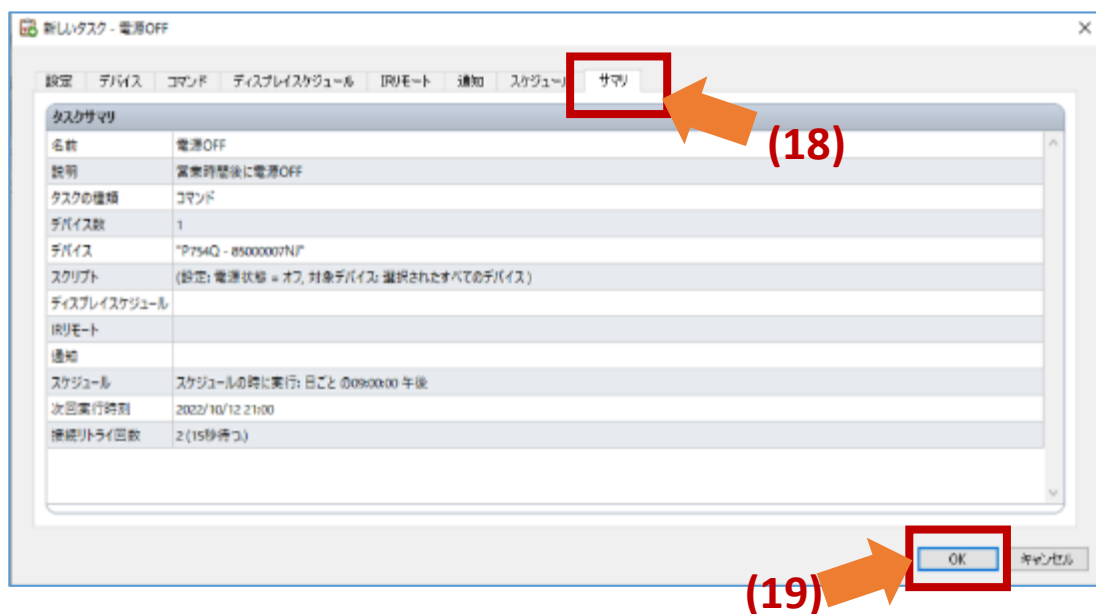 新しいタスク - 電源OFF
設定 デバイス コマンド ディスプレイスケジュール IRリモート 通知 スケジュール サマリ
(18)
タスクサマリ
名前 電源OFF
説明 営業時間後に電源OFF
タスクの種類 コマンド
デバイス数 1
デバイス "P754Q - 85000007NJ"
スクリプト (設定: 電源状態 = オフ, 対象デバイス: 選択されたすべてのデバイス )
ディスプレイスケジュール
IRリモート
通知
スケジュール スケジュールの時に実行: 日ごと の09:00:00 午後
次回実行時刻 2022/10/12 21:00
接続リトライ回数 2 (15秒待つ.)
OK キャンセル
(19)